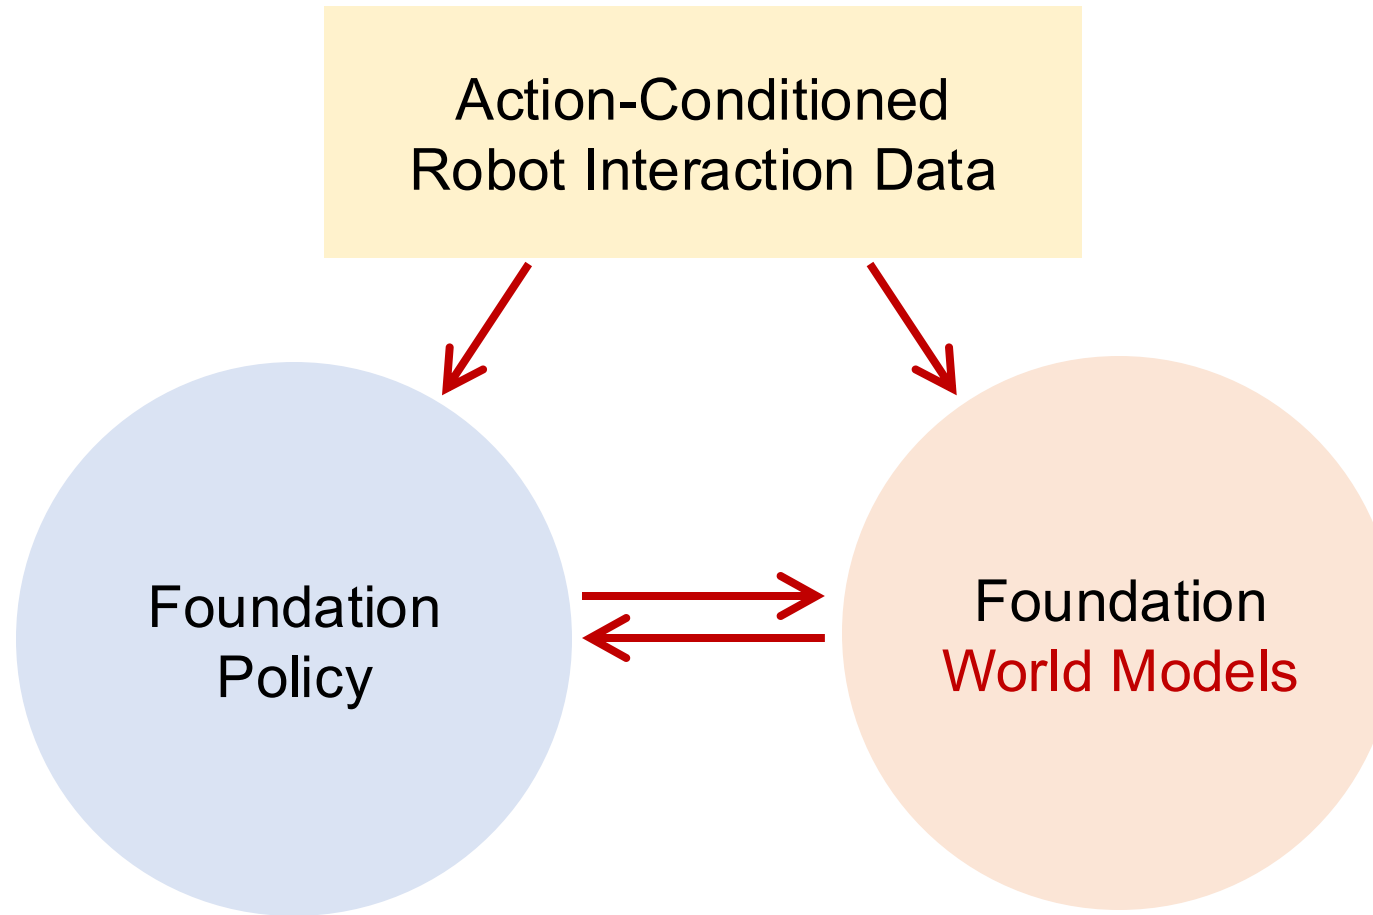 Action-Conditioned
Robot Interaction Data
Foundation
Policy
Foundation
World Models